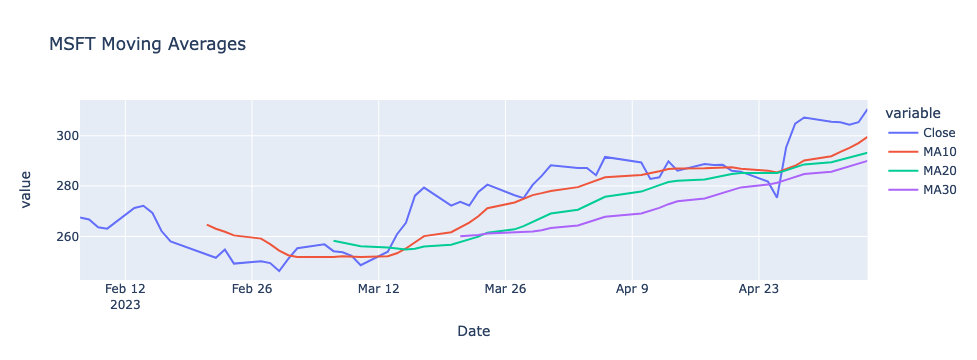 MSFT Moving Averages
variable
Close
MA10
MA20
MA30
value
300
280
260
Feb 12
2023
Feb 26
Mar 12
Mar 26
Apr 9
Apr 23
Date